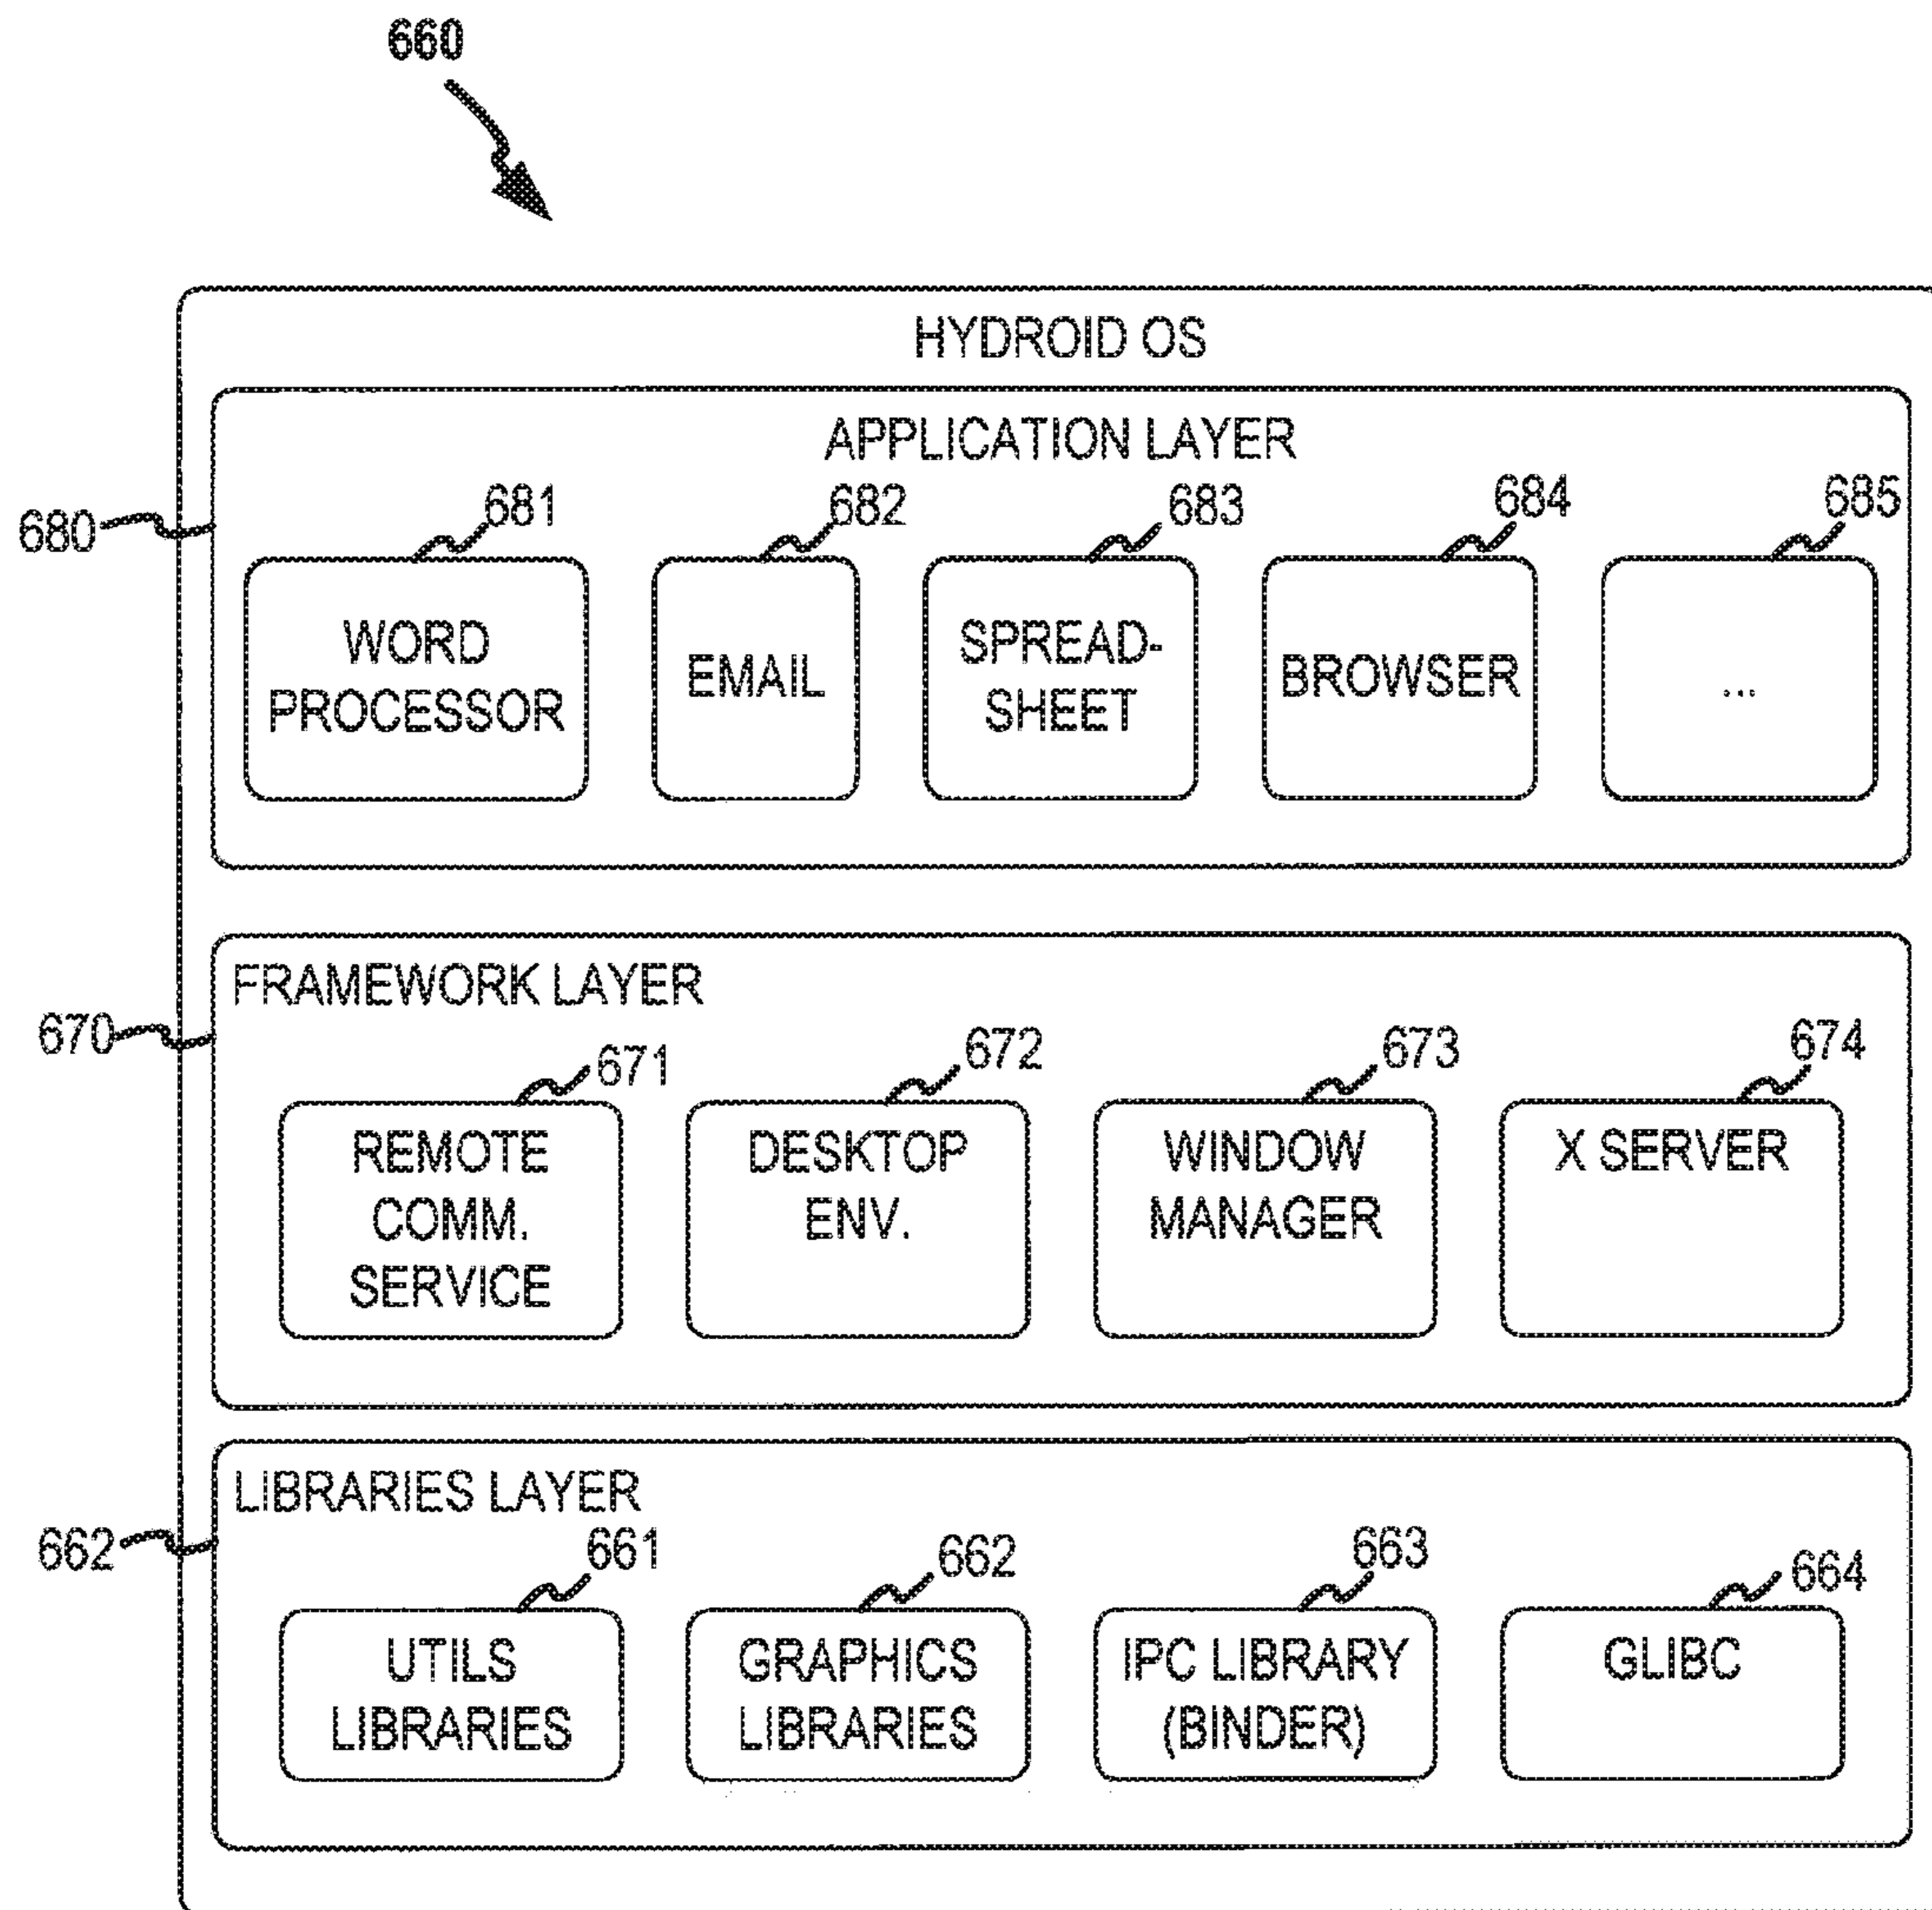 660
HYDROID OS
APPLICATION LAYER
680
681
682
683
684
685
WORD
PROCESSOR
EMAIL
SPREAD-
SHEET
BROWSER
...
FRAMEWORK LAYER
670
671
672
673
674
REMOTE
COMM.
SERVICE
DESKTOP
ENV.
WINDOW
MANAGER
X SERVER
LIBRARIES LAYER
662
661
662
663
664
UTILS
LIBRARIES
GRAPHICS
LIBRARIES
IPC LIBRARY
(BINDER)
GLIBC